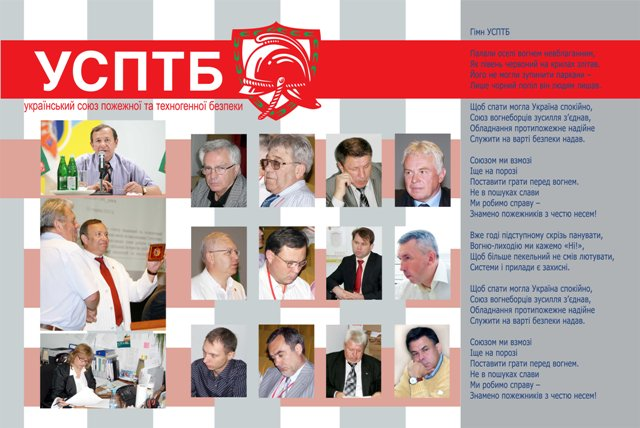 УСПТБ
український союз пожежної та техногенної безпеки
Гімн УСПТБ
Палали оселі вогнем невблаганним,
Як півень червоний на крилах злітав.
Його не могли зупинити паркани –
Лише чорний попіл він людям лишав.
Щоб спати могла Україна спокійно,
Союз вогнеборців зусилля з’єднав,
Обладнання протипожежне надійне
Служити на варті безпеки надав.
Союзом ми взмозі
Іще на порозі
Поставити грати перед вогнем.
Не в пошуках слави
Ми робимо справу –
Знамено пожежників з честю несем!
Вже годі підступному скрізь панувати,
Вогню-лиходію ми кажемо «Ні!»,
Щоб більше пекельний не смів лютувати,
Системи і прилади є захисні.
Щоб спати могла Україна спокійно,
Союз вогнеборців зусилля з’єднав,
Обладнання протипожежне надійне
Служити на варті безпеки надав.
Союзом ми взмозі
Іще на порозі
Поставити грати перед вогнем.
Не в пошуках слави
Ми робимо справу –
Знамено пожежників з честю несем!